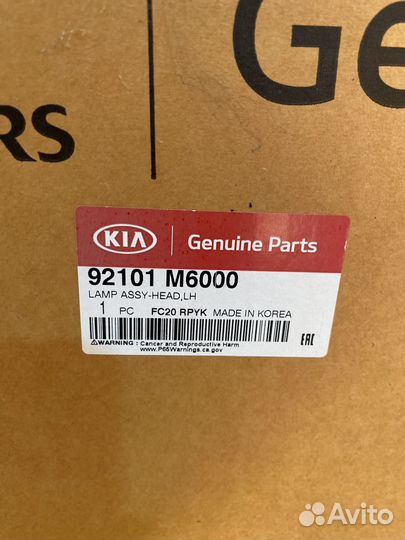 Ge
RS
KIA Genuine Parts
92101 M6000
LAMP ASSY-HEAD,LH
1 PC FC20 RPYK MADE IN KOREA
EAC
⚠WARNING : Cancer and Reproductive Harm
www.P65Warnings.ca.gov
Avito